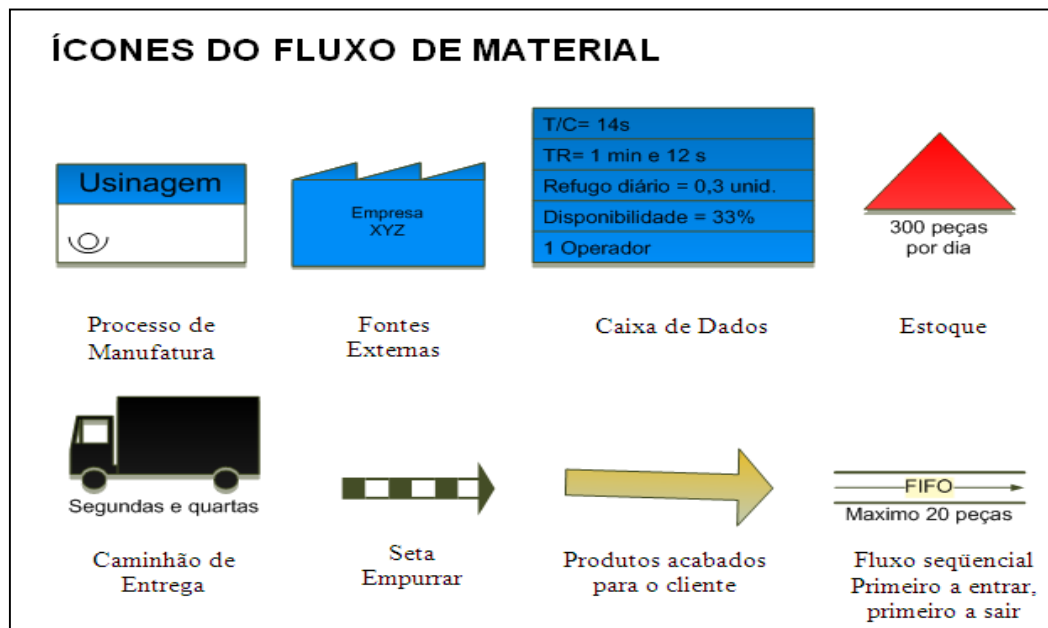 ÍCONES DO FLUXO DE MATERIAL
Usinagem
Processo de
Manufatura
Empresa
XYZ
Fontes
Externas
T/C= 14s
TR= 1 min e 12 s
Refugo diário = 0,3 unid.
Disponibilidade = 33%
1 Operador
Caixa de Dados
300 peças
por dia
Estoque
Segundas e quartas
Caminhão de
Entrega
Seta
Empurrar
Produtos acabados
para o cliente
FIFO
Maximo 20 peças
Fluxo seqüencial
Primeiro a entrar,
primeiro a sair